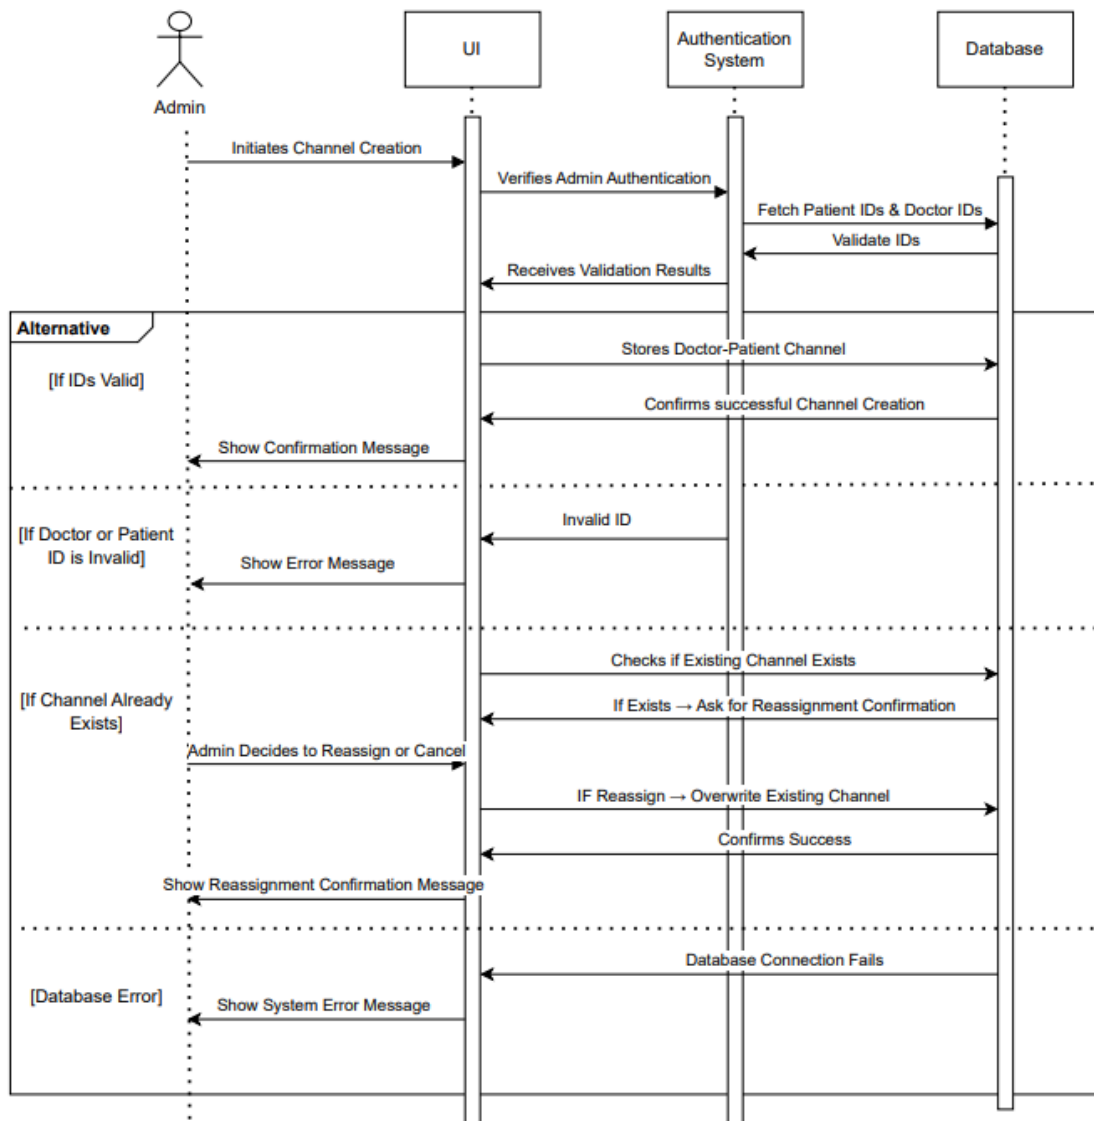 Admin
UI
Authentication
System
Database
Initiates Channel Creation
Verifies Admin Authentication
Fetch Patient IDs & Doctor IDs
Validate IDs
Receives Validation Results
Alternative
Stores Doctor-Patient Channel
[If IDs Valid]
Confirms successful Channel Creation
Show Confirmation Message
Invalid ID
[If Doctor or Patient
ID is Invalid]
Show Error Message
Checks if Existing Channel Exists
[If Channel Already
Exists]
If Exists → Ask for Reassignment Confirmation
Admin Decides to Reassign or Cancel
IF Reassign → Overwrite Existing Channel
Confirms Success
Show Reassignment Confirmation Message
Database Connection Fails
[Database Error]
Show System Error Message